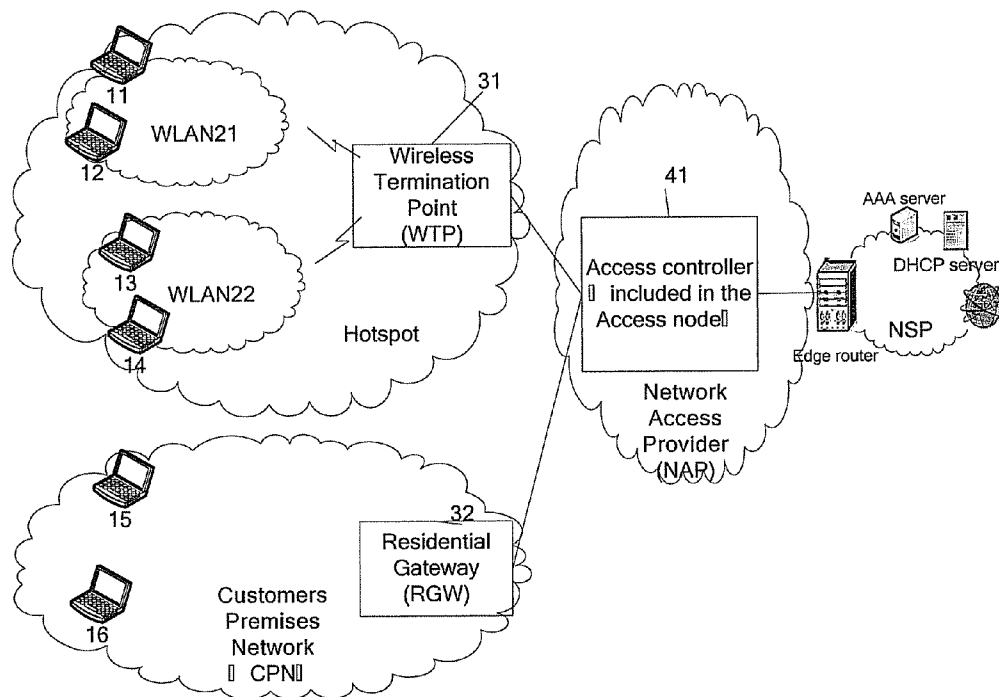 11
WLAN21
12
31
Wireless
Termination
Point
(WTP)
13
WLAN22
14
Hotspot
41
Access controller
▯ included in the
Access node▯
Network
Access
Provider
(NAP)
AAA server
DHCP server
NSP
Edge router
15
16
32
Residential
Gateway
(RGW)
Customers
Premises
Network
▯ CPN▯